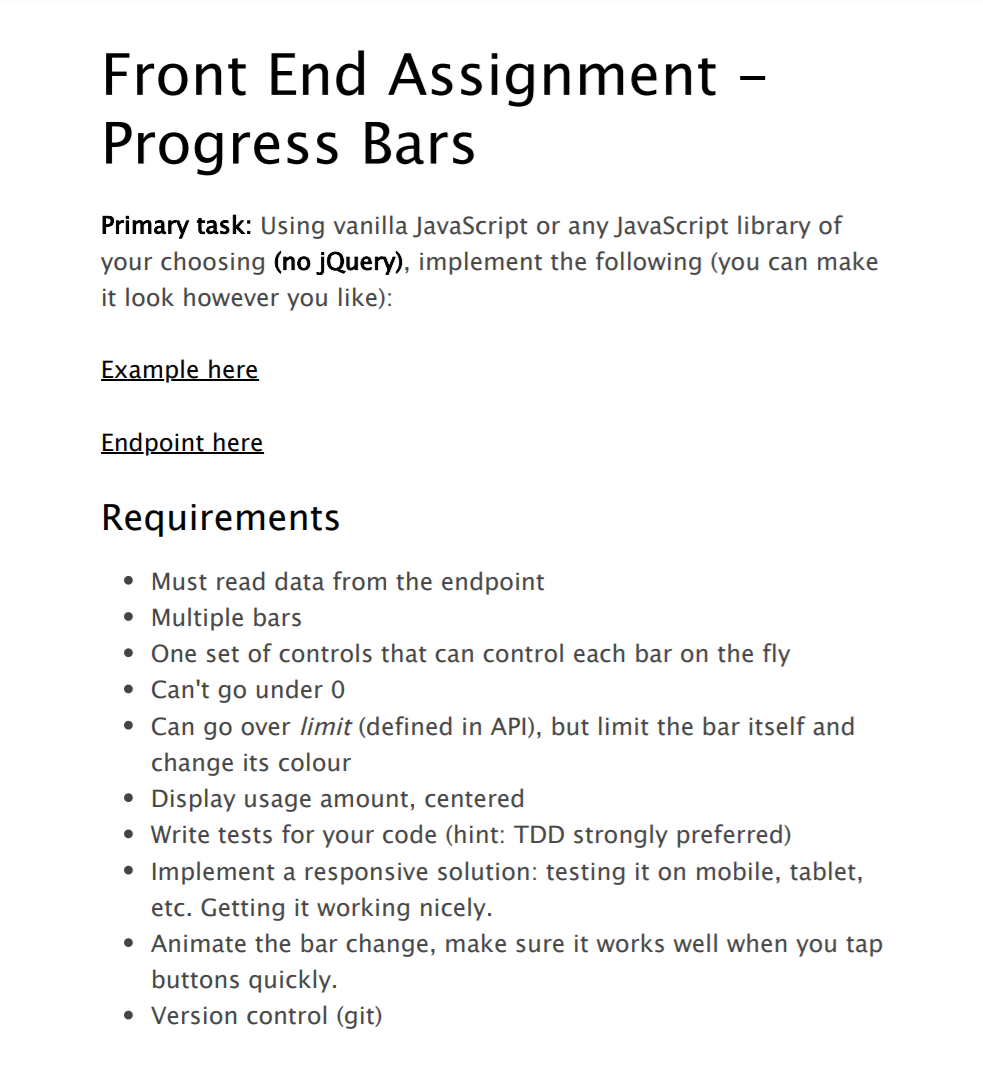 Front End Assignment –
Progress Bars
Primary task: Using vanilla JavaScript or any JavaScript library of
your choosing (no jQuery), implement the following (you can make
it look however you like):
Example here
Endpoint here
Requirements
• Must read data from the endpoint
• Multiple bars
• One set of controls that can control each bar on the fly
• Can't go under 0
• Can go over limit (defined in API), but limit the bar itself and
change its colour
• Display usage amount, centered
• Write tests for your code (hint: TDD strongly preferred)
• Implement a responsive solution: testing it on mobile, tablet,
etc. Getting it working nicely.
• Animate the bar change, make sure it works well when you tap
buttons quickly.
• Version control (git)